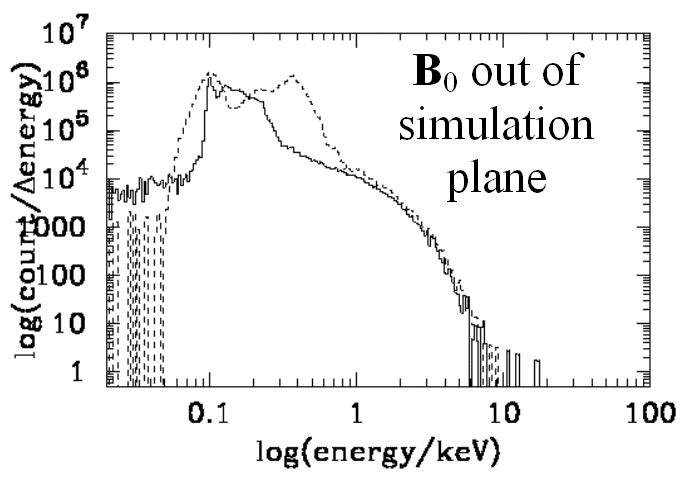 10⁷
10⁶
10⁵
10⁴
1000
100
10
1
log(count/Δenergy)
B₀ out of
simulation
plane
0.1 1 10 100
log(energy/keV)